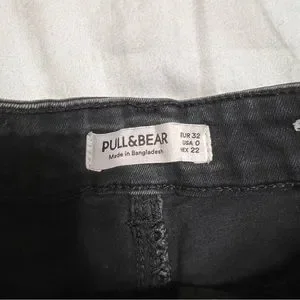 PULL&BEAR
Made in Bangladesh
EUR 32
USA 0
MEX 22